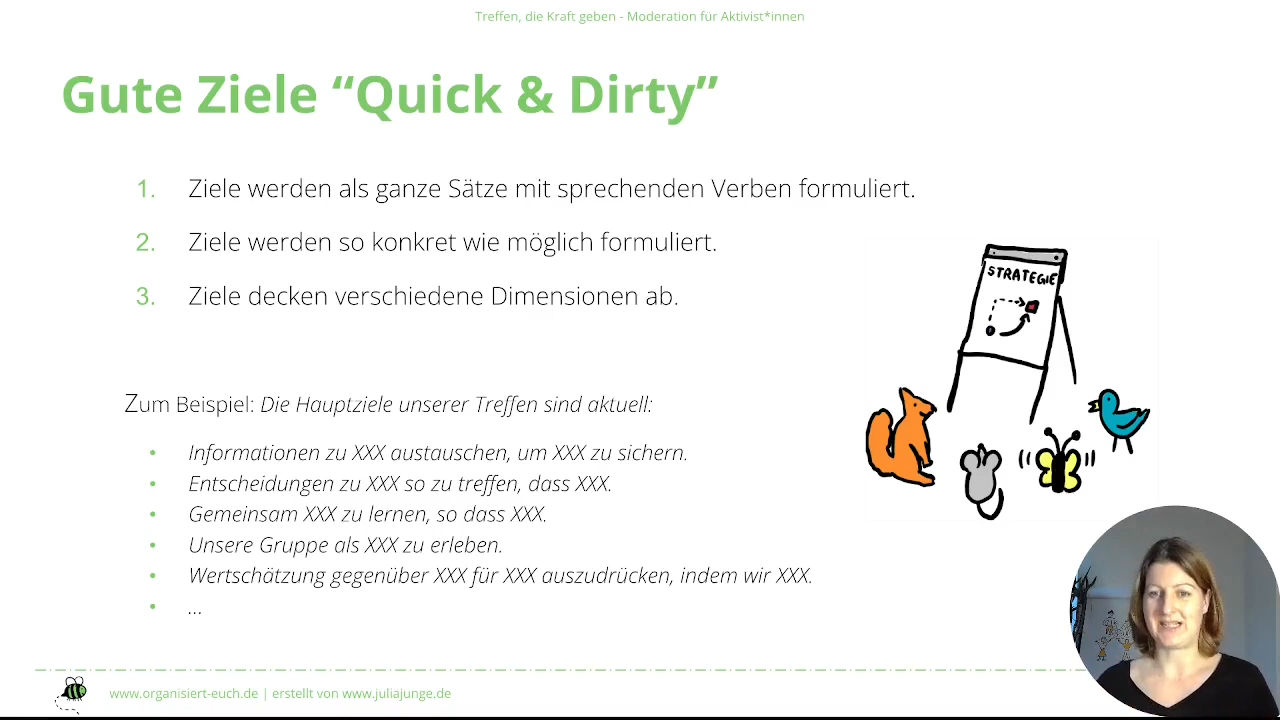 Treffen, die Kraft geben - Moderation für Aktivist*innen
Gute Ziele “Quick & Dirty”
1. Ziele werden als ganze Sätze mit sprechenden Verben formuliert.
2. Ziele werden so konkret wie möglich formuliert.
3. Ziele decken verschiedene Dimensionen ab.
STRATEGIE
Zum Beispiel: Die Hauptziele unserer Treffen sind aktuell:
• Informationen zu XXX austauschen, um XXX zu sichern.
• Entscheidungen zu XXX so zu treffen, dass XXX.
• Gemeinsam XXX zu lernen, so dass XXX.
• Unsere Gruppe als XXX zu erleben.
• Wertschätzung gegenüber XXX für XXX auszudrücken, indem wir XXX.
• ...
www.organisiert-euch.de | erstellt von www.juliajunge.de